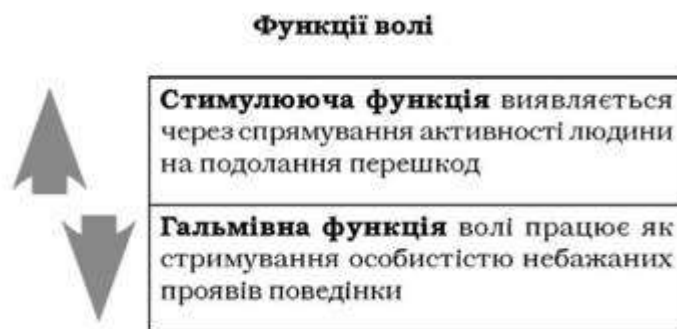 Функції волі
Стимулююча функція виявляється
через спрямування активності людини
на подолання перешкод
Гальмівна функція волі працює як
стримування особистістю небажаних
проявів поведінки